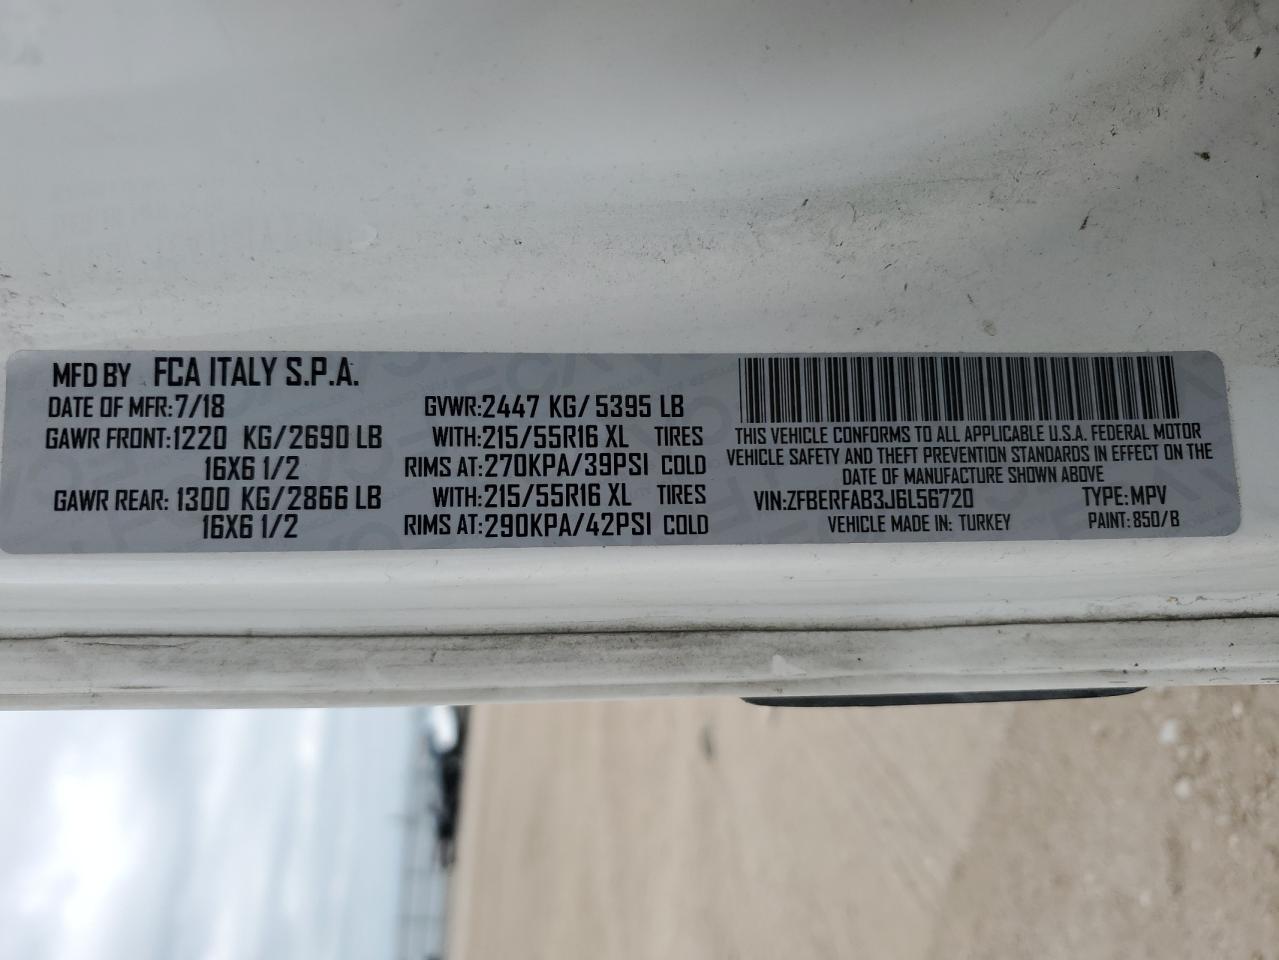 MFD BY FCA ITALY S.P.A.
DATE OF MFR:7/18 GVWR:2447 KG/5395 LB
GAWR FRONT:1220 KG/2690 LB WITH:215/55R16 XL TIRES
16X6 1/2 RIMS AT:270KPA/39PSI COLD
GAWR REAR:1300 KG/2866 LB WITH:215/55R16 XL TIRES
16X6 1/2 RIMS AT:290KPA/42PSI COLD
THIS VEHICLE CONFORMS TO ALL APPLICABLE U.S.A. FEDERAL MOTOR
VEHICLE SAFETY AND THEFT PREVENTION STANDARDS IN EFFECT ON THE
DATE OF MANUFACTURE SHOWN ABOVE
VIN:ZFBERFAB3J6L56720 TYPE:MPV
VEHICLE MADE IN: TURKEY PAINT:850/B